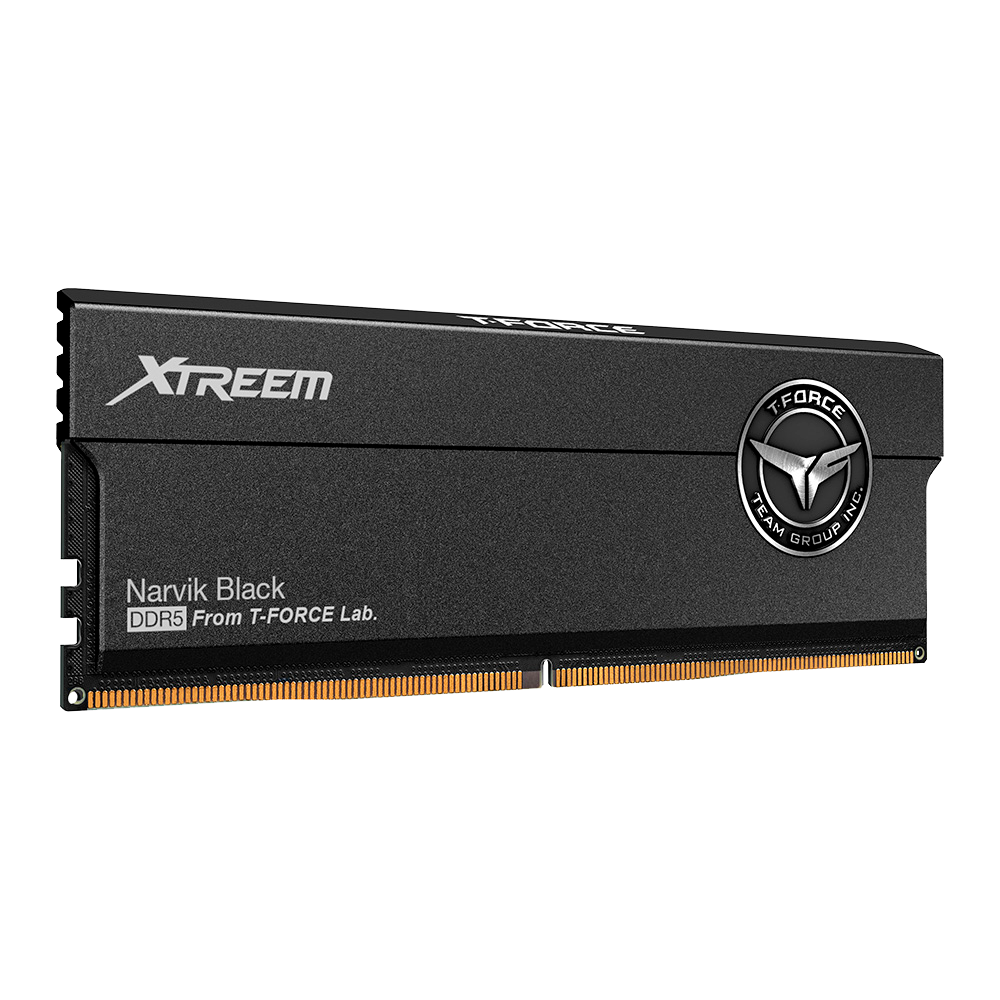 T-FORCE
XTREEM
T-FORCE
TEAM GROUP INC.
Narvik Black
DDR5 From T-FORCE Lab.